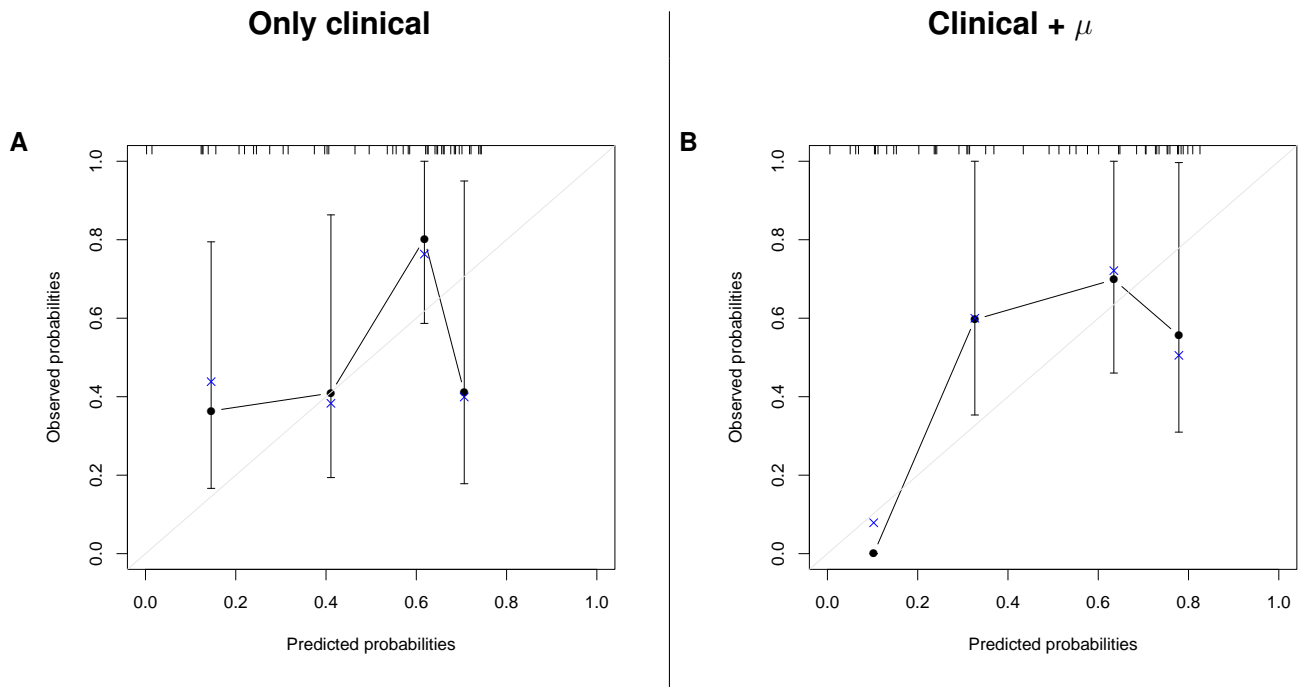 Only clinical
Clinical + μ
A
Observed probabilities
1.0
0.8
0.6
0.4
0.2
0.0
0.0 0.2 0.4 0.6 0.8 1.0
Predicted probabilities
B
Observed probabilities
1.0
0.8
0.6
0.4
0.2
0.0
0.0 0.2 0.4 0.6 0.8 1.0
Predicted probabilities